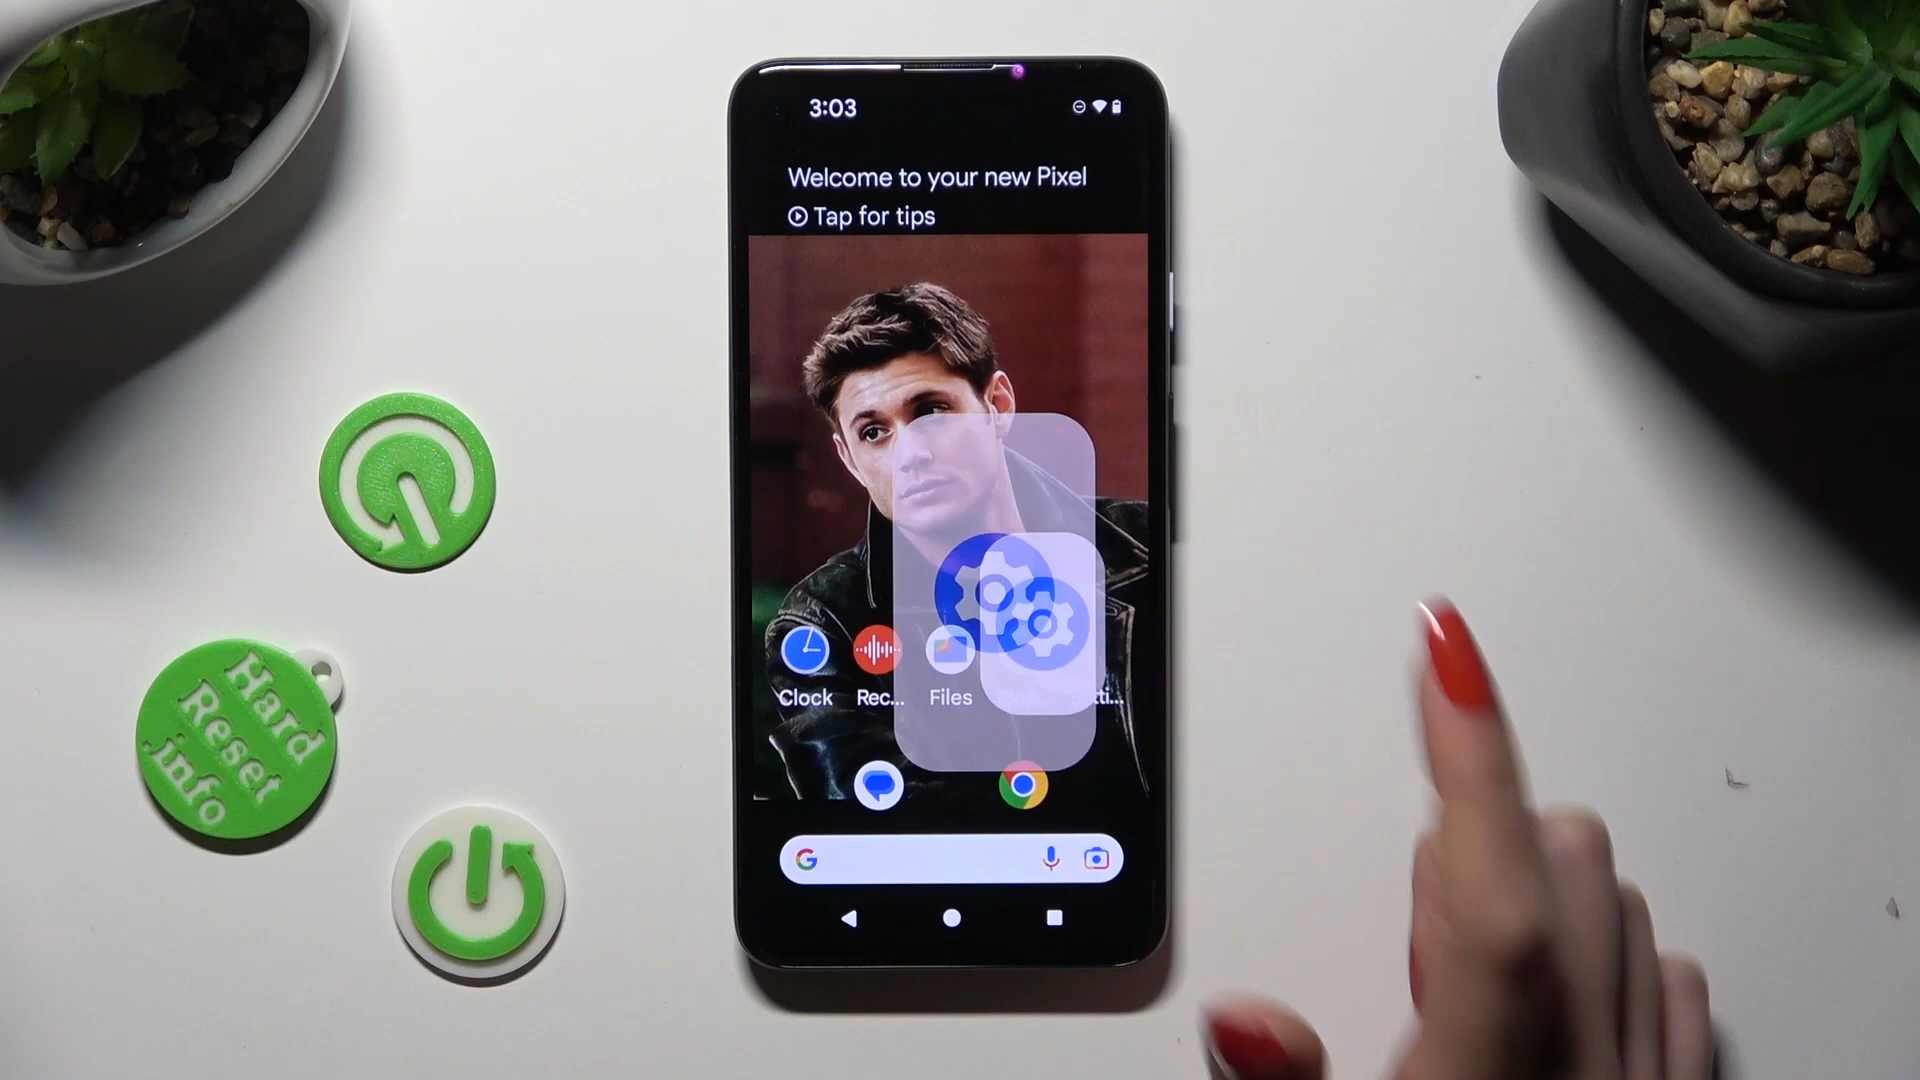 3:03
Welcome to your new Pixel
Tap for tips
Clock Rec... Files
Hard
Reset
.info